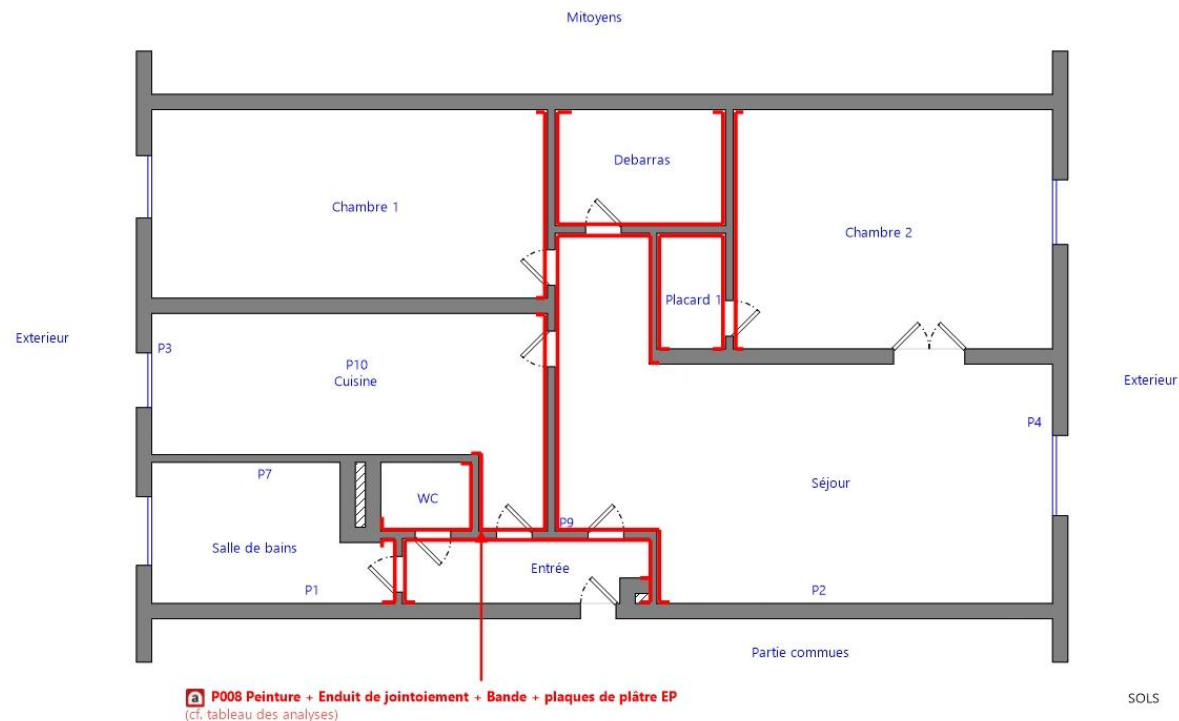 Mitoyens
Debarras
Chambre 1
Chambre 2
Placard 1
Exterieur
P3
P10
Cuisine
Exterieur
P4
P7
WC
Séjour
P9
Salle de bains
Entrée
P1
P2
Partie commues
a P008 Peinture + Enduit de jointoiement + Bande + plaques de plâtre EP
(cf. tableau des analyses)
SOLS